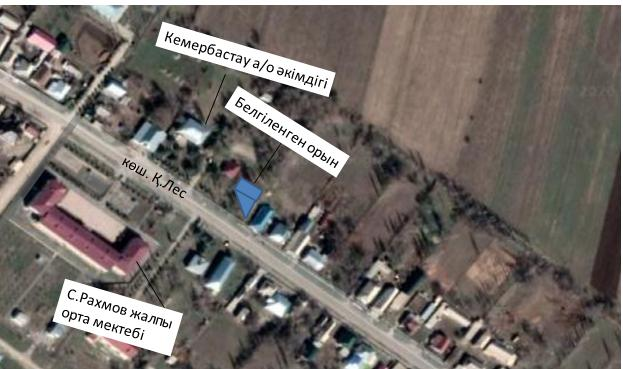 Кемербастау а/о әкімдігі
Белгіленген орын
көш. Қ.Лес
С.Рахмов жалпы
орта мектебі